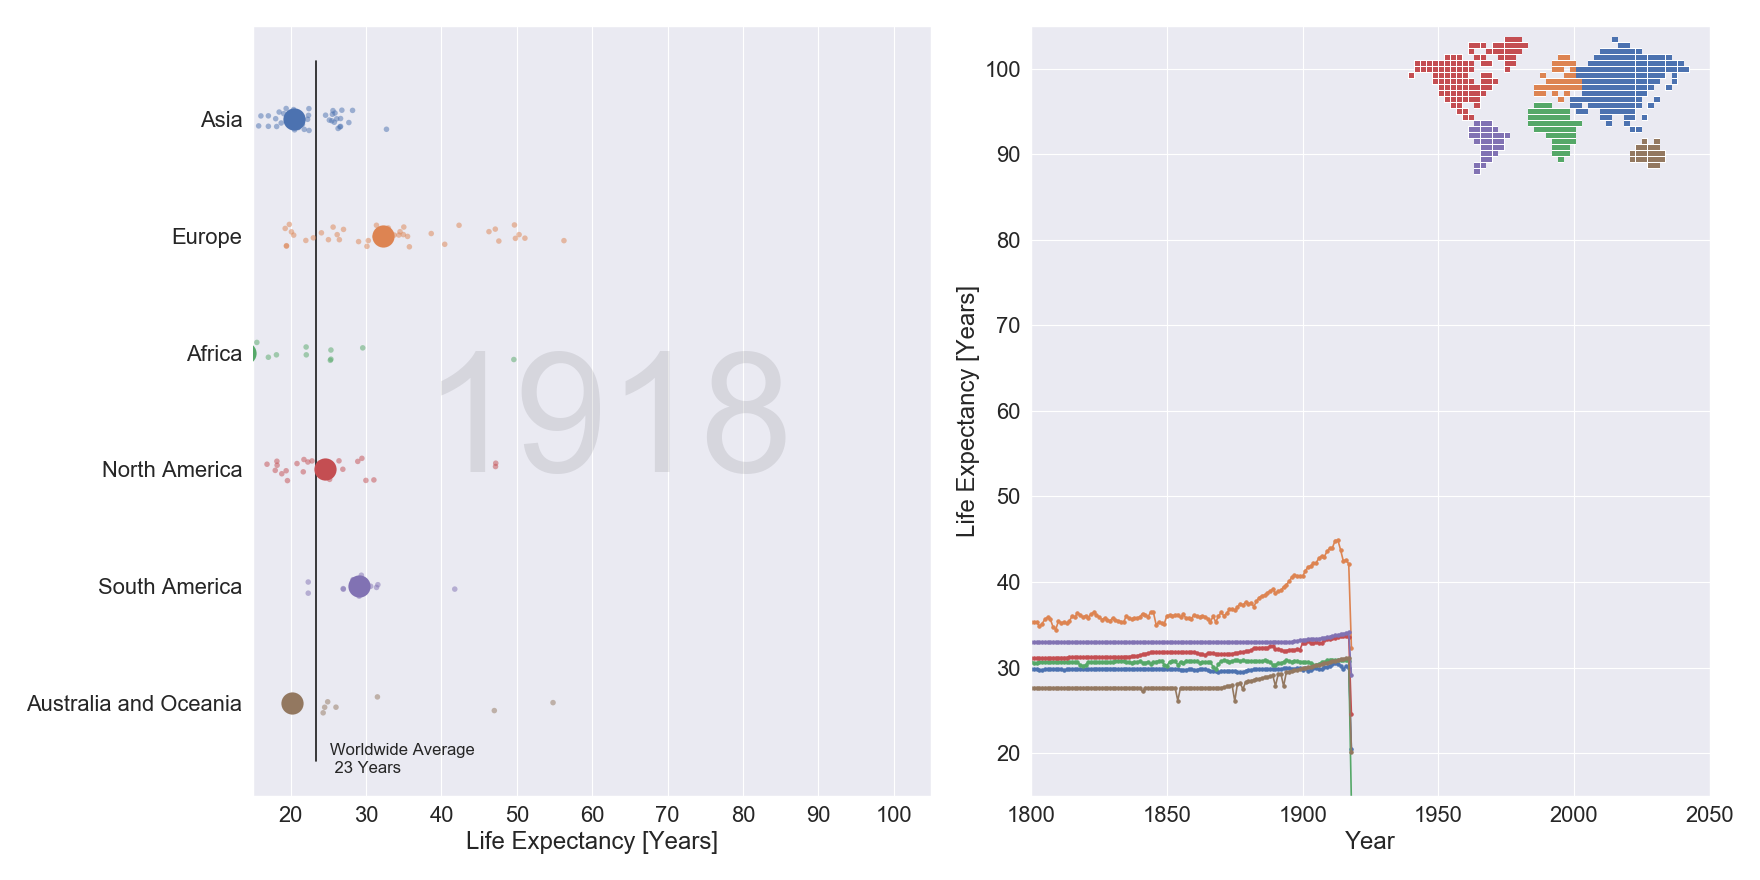 Asia
Europe
Africa
North America
South America
Australia and Oceania
1918
Worldwide Average
23 Years
20 30 40 50 60 70 80 90 100
Life Expectancy [Years]
100
90
80
70
60
50
40
30
20
Life Expectancy [Years]
1800 1850 1900 1950 2000 2050
Year